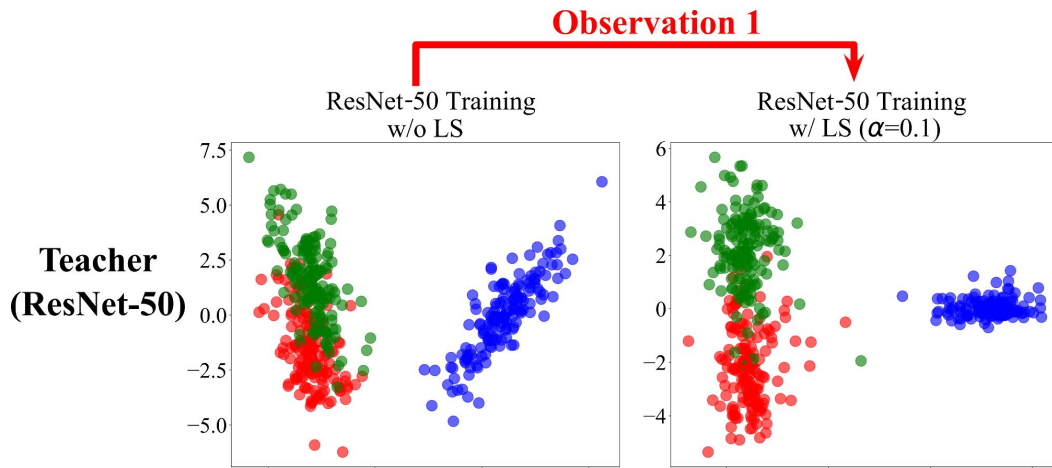 Observation 1
ResNet-50 Training
w/o LS
ResNet-50 Training
w/ LS (α=0.1)
Teacher
(ResNet-50)
7.5
5.0
2.5
0.0
−2.5
−5.0
6
4
2
0
−2
−4